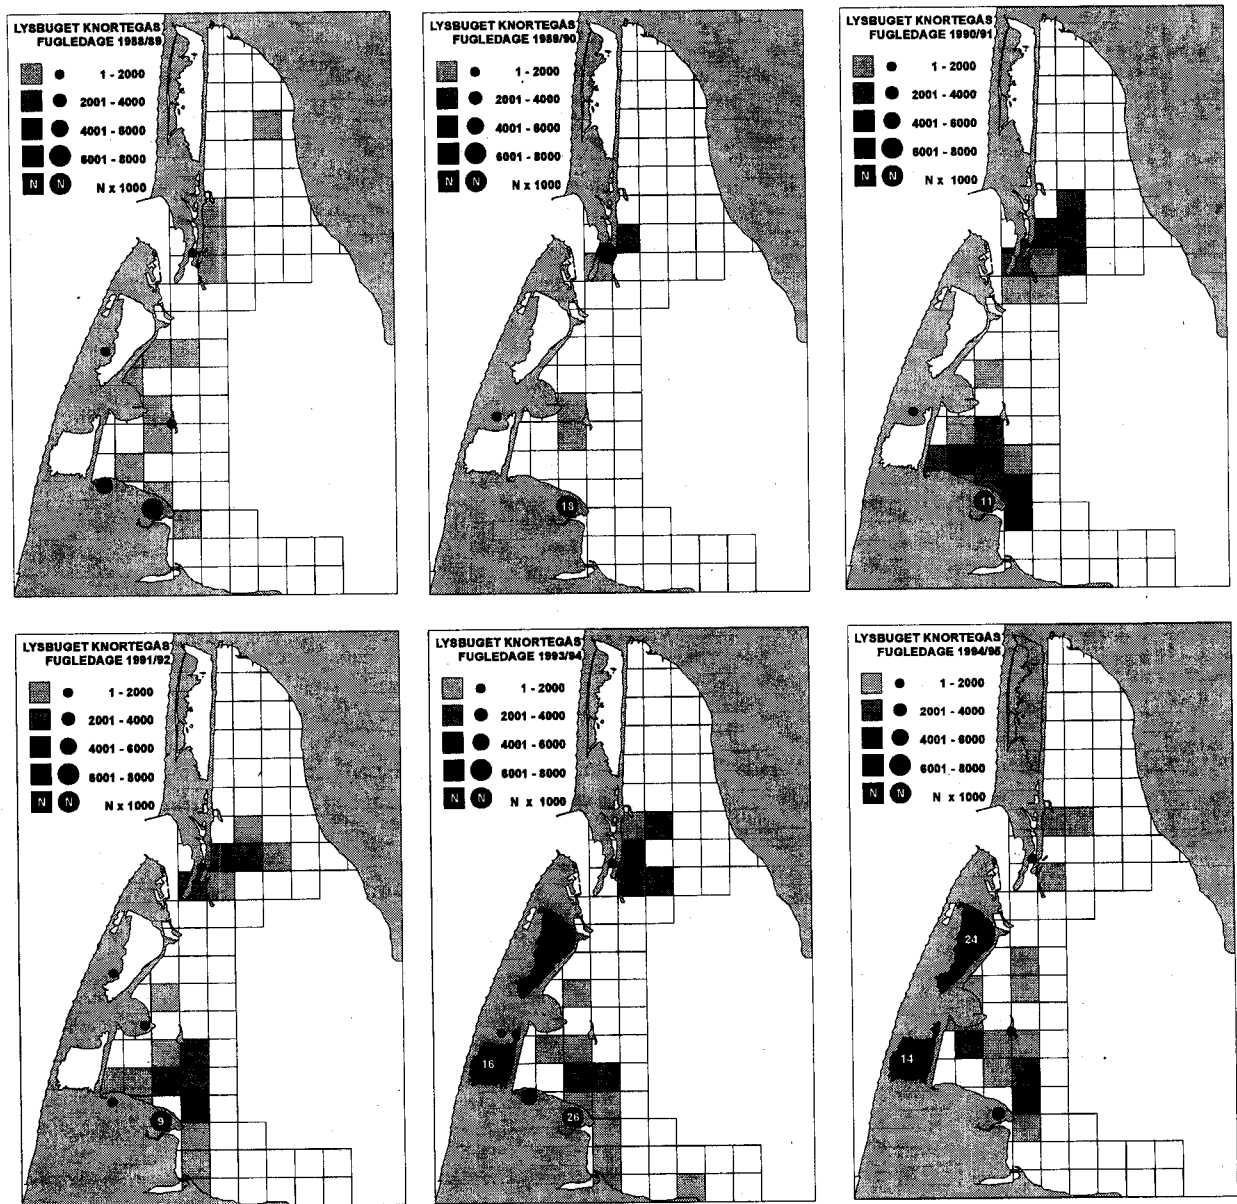 LYSBUGET KNORTEGÅS
FUGLEDAGE 1988/89
1 - 2000
2001 - 4000
4001 - 6000
6001 - 8000
N N N x 1000
LYSBUGET KNORTEGÅS
FUGLEDAGE 1989/90
1 - 2000
2001 - 4000
4001 - 6000
6001 - 8000
N N N x 1000
18
LYSBUGET KNORTEGÅS
FUGLEDAGE 1990/91
1 - 2000
2001 - 4000
4001 - 6000
6001 - 8000
N N N x 1000
11
LYSBUGET KNORTEGÅS
FUGLEDAGE 1991/92
1 - 2000
2001 - 4000
4001 - 6000
6001 - 8000
N N N x 1000
9
LYSBUGET KNORTEGÅS
FUGLEDAGE 1993/94
1 - 2000
2001 - 4000
4001 - 6000
6001 - 8000
N N N x 1000
16
26
LYSBUGET KNORTEGÅS
FUGLEDAGE 1994/95
1 - 2000
2001 - 4000
4001 - 6000
6001 - 8000
N N N x 1000
24
14